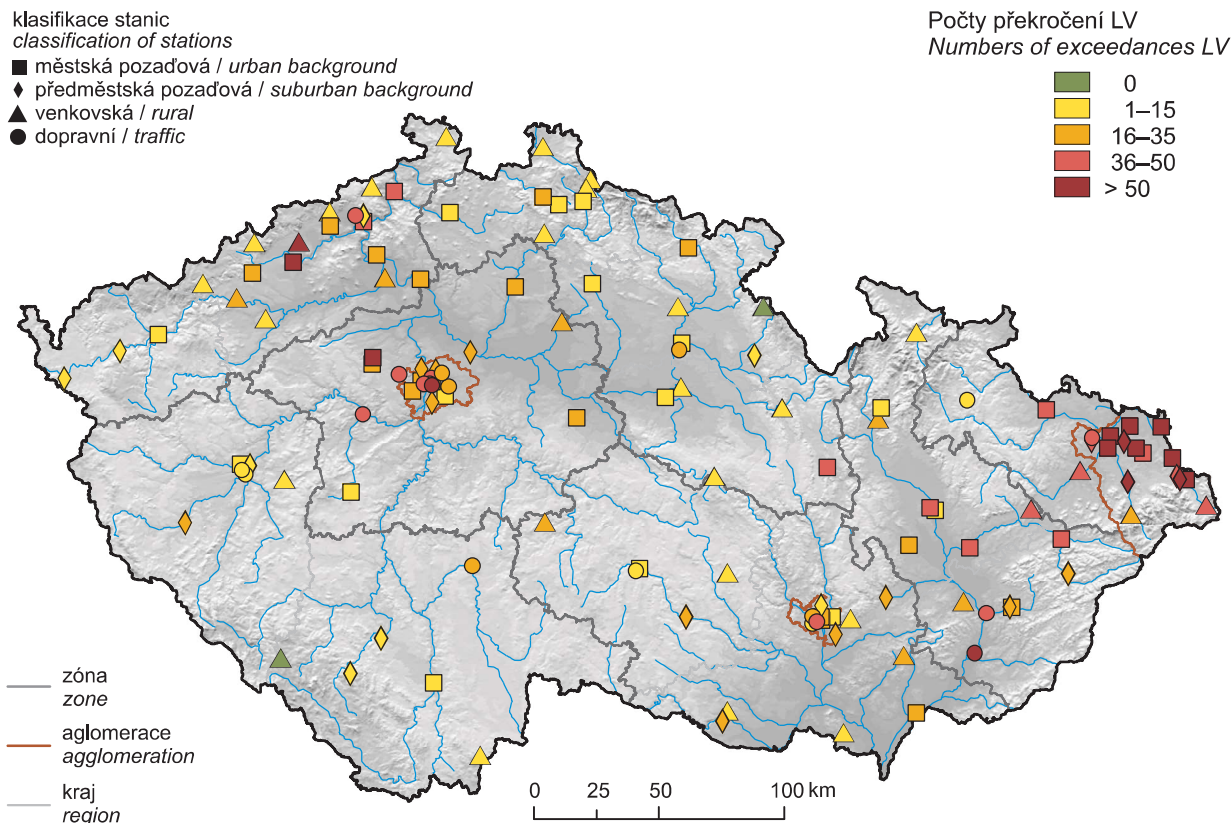 klasifikace stanic
classification of stations
městská pozaďová / urban background
předměstská pozaďová / suburban background
venkovská / rural
dopravní / traffic
Počty překročení LV
Numbers of exceedances LV
0
1–15
16–35
36–50
> 50
zóna
zone
aglomerace
agglomeration
kraj
region
0 25 50 100 km